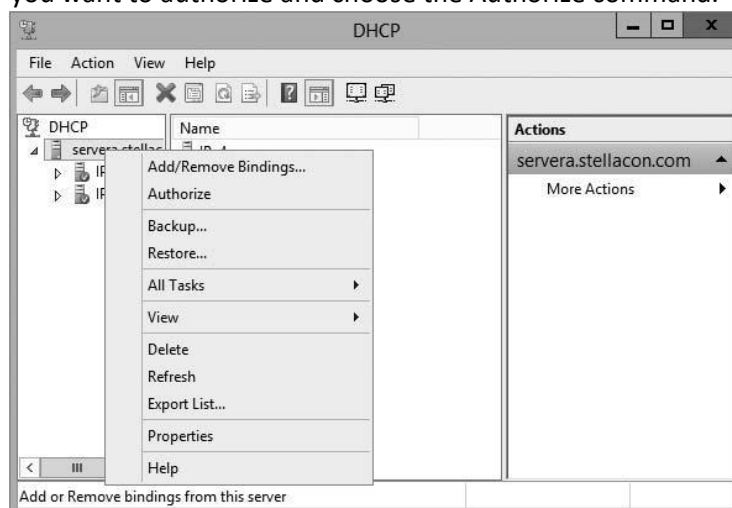 you want to authorize and choose the Authorize command.
DHCP
File Action View Help
DHCP
servera.stellac
Name
Actions
servera.stellacon.com
More Actions
Add/Remove Bindings...
Authorize
Backup...
Restore...
All Tasks
View
Delete
Refresh
Export List...
Properties
Help
Add or Remove bindings from this server